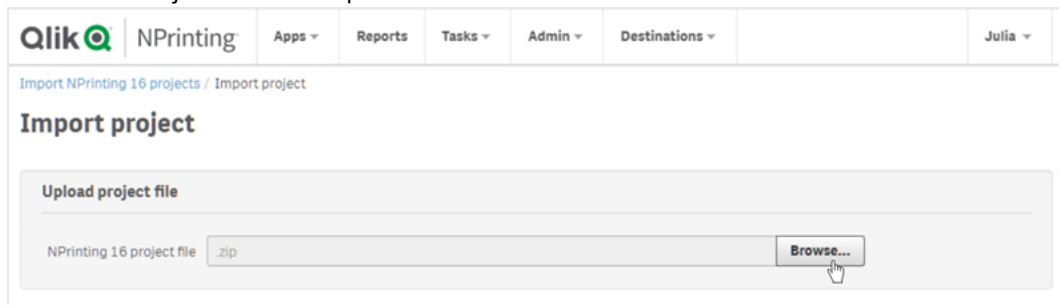 Qlik NPrinting Apps Reports Tasks Admin Destinations Julia
Import NPrinting 16 projects / Import project
Import project
Upload project file
NPrinting 16 project file .zip Browse...